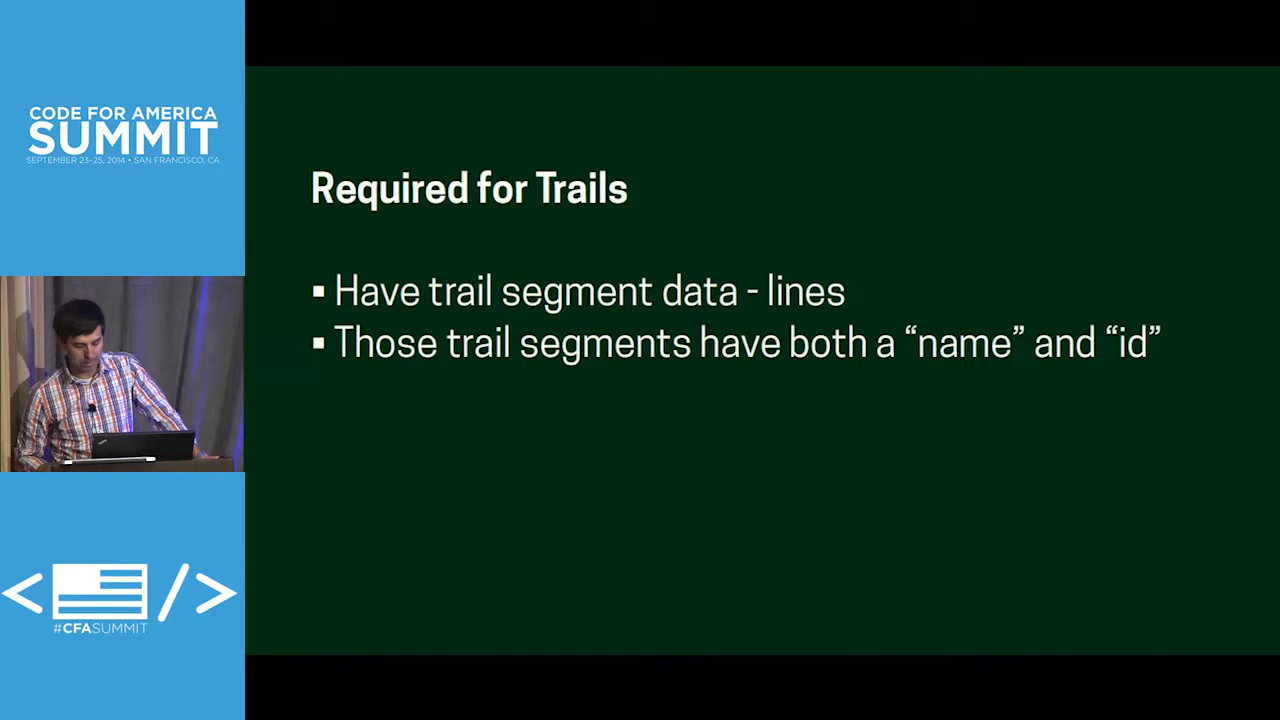 CODE FOR AMERICA
SUMMIT
SEPTEMBER 23-25, 2014 • SAN FRANCISCO, CA
Required for Trails
▪ Have trail segment data - lines
▪ Those trail segments have both a “name” and “id”
#CFASUMMIT